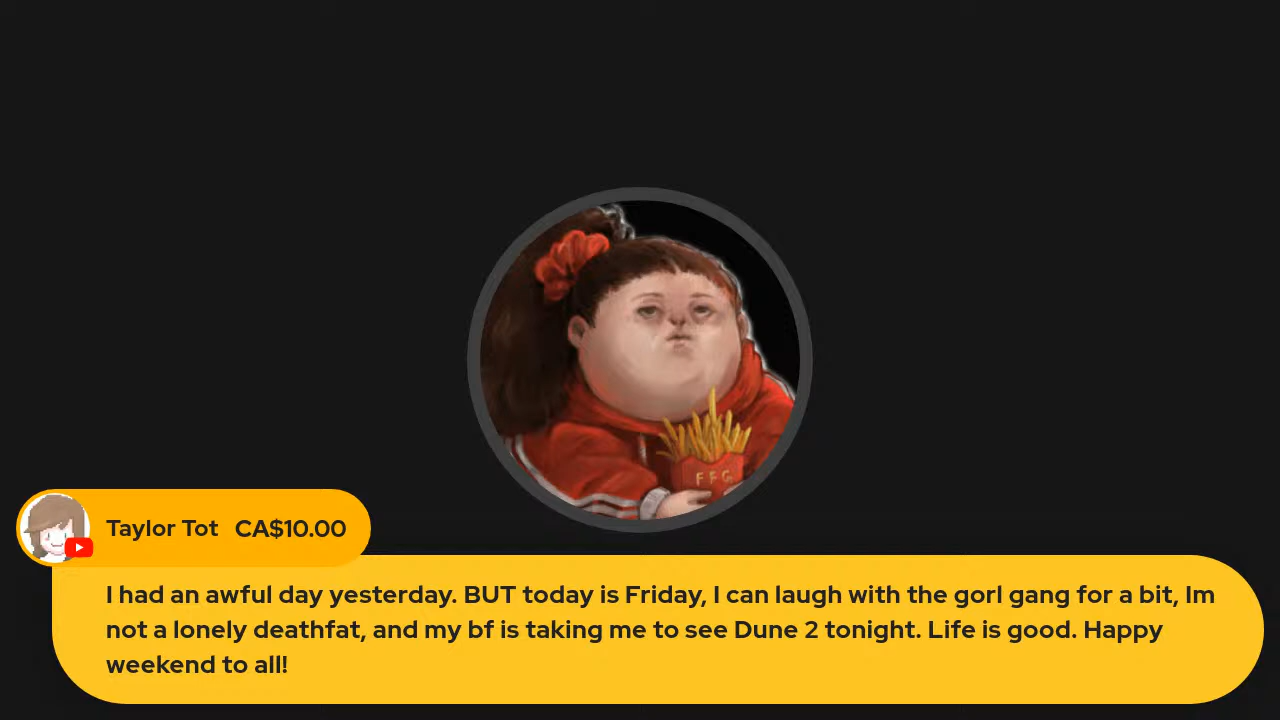 FFG
Taylor Tot CA$10.00
I had an awful day yesterday. BUT today is Friday, I can laugh with the gorl gang for a bit, Im
not a lonely deathfat, and my bf is taking me to see Dune 2 tonight. Life is good. Happy
weekend to all!